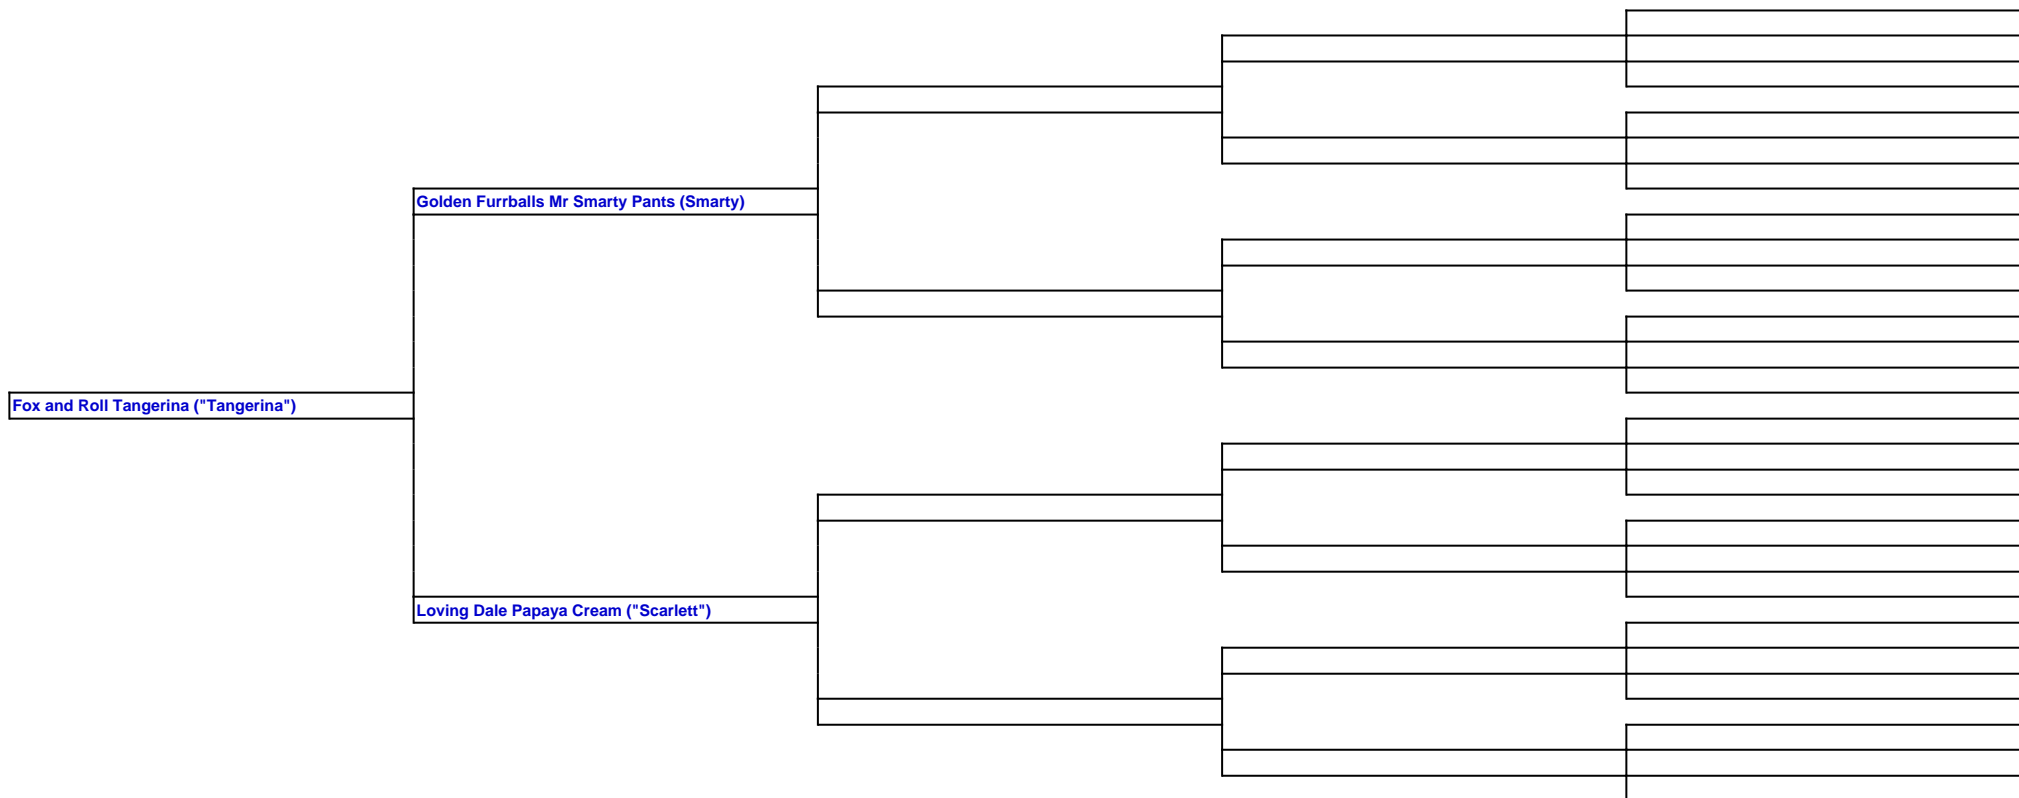 Golden Furrballs Mr Smarty Pants (Smarty)
Fox and Roll Tangerina ("Tangerina")
Loving Dale Papaya Cream ("Scarlett")